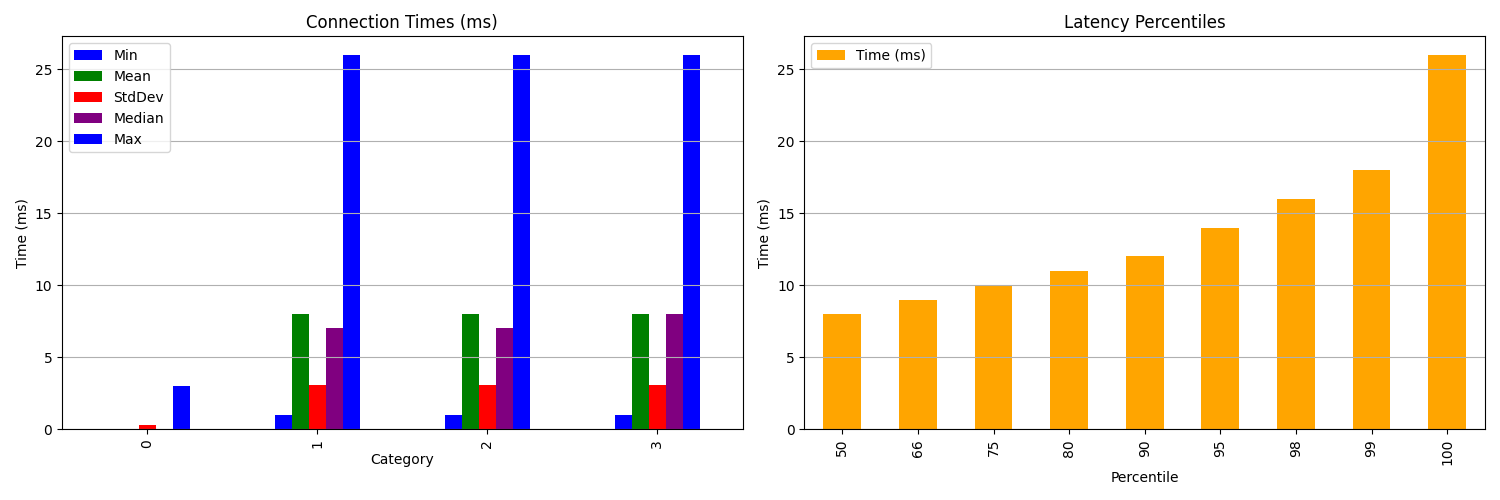 Connection Times (ms)
Min
Mean
StdDev
Median
Max
25
20
15
10
5
0
Time (ms)
0
1
2
3
Category
Latency Percentiles
Time (ms)
25
20
15
10
5
0
Time (ms)
50
66
75
80
90
95
98
99
100
Percentile